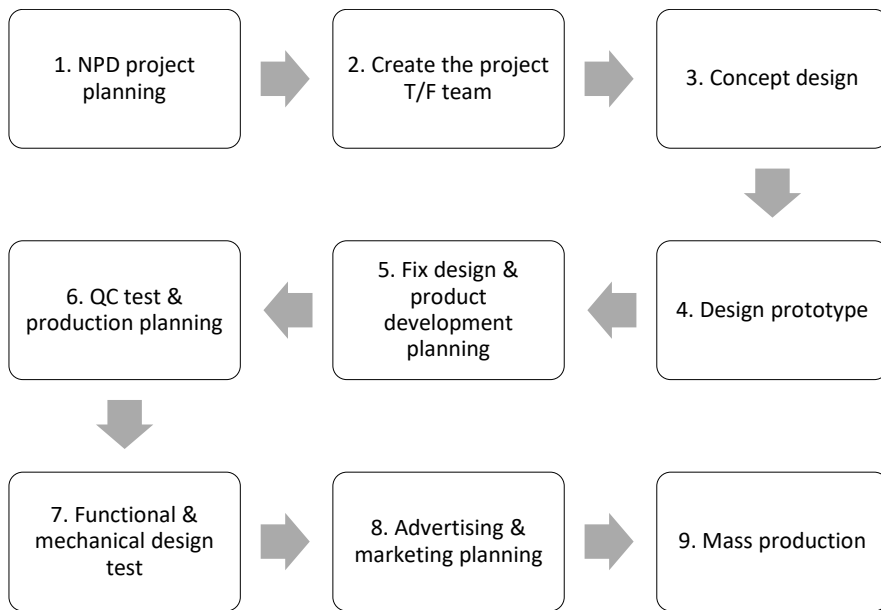 1. NPD project
planning
2. Create the project
T/F team
3. Concept design
4. Design prototype
5. Fix design &
product
development
planning
6. QC test &
production planning
7. Functional &
mechanical design
test
8. Advertising &
marketing planning
9. Mass production